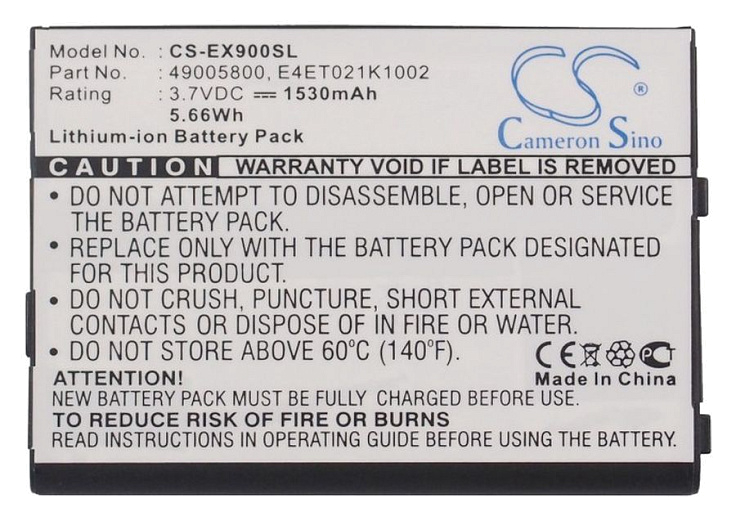 Model No. : CS-EX900SL
Part No. : 49005800, E4ET021K1002
Rating : 3.7VDC ⎓ 1530mAh
5.66Wh
Lithium-ion Battery Pack
CS ®
Cameron Sino
CAUTION WARRANTY VOID IF LABEL IS REMOVED
• DO NOT ATTEMPT TO DISASSEMBLE, OPEN OR SERVICE
THE BATTERY PACK.
• REPLACE ONLY WITH THE BATTERY PACK DESIGNATED
FOR THIS PRODUCT.
• DO NOT CRUSH, PUNCTURE, SHORT EXTERNAL
CONTACTS OR DISPOSE OF IN FIRE OR WATER.
• DO NOT STORE ABOVE 60°C (140°F).
CE PCT
Made In China
ATTENTION!
NEW BATTERY PACK MUST BE FULLY CHARGED BEFORE USE.
TO REDUCE RISK OF FIRE OR BURNS
READ INSTRUCTIONS IN OPERATING GUIDE BEFORE USING THE BATTERY.